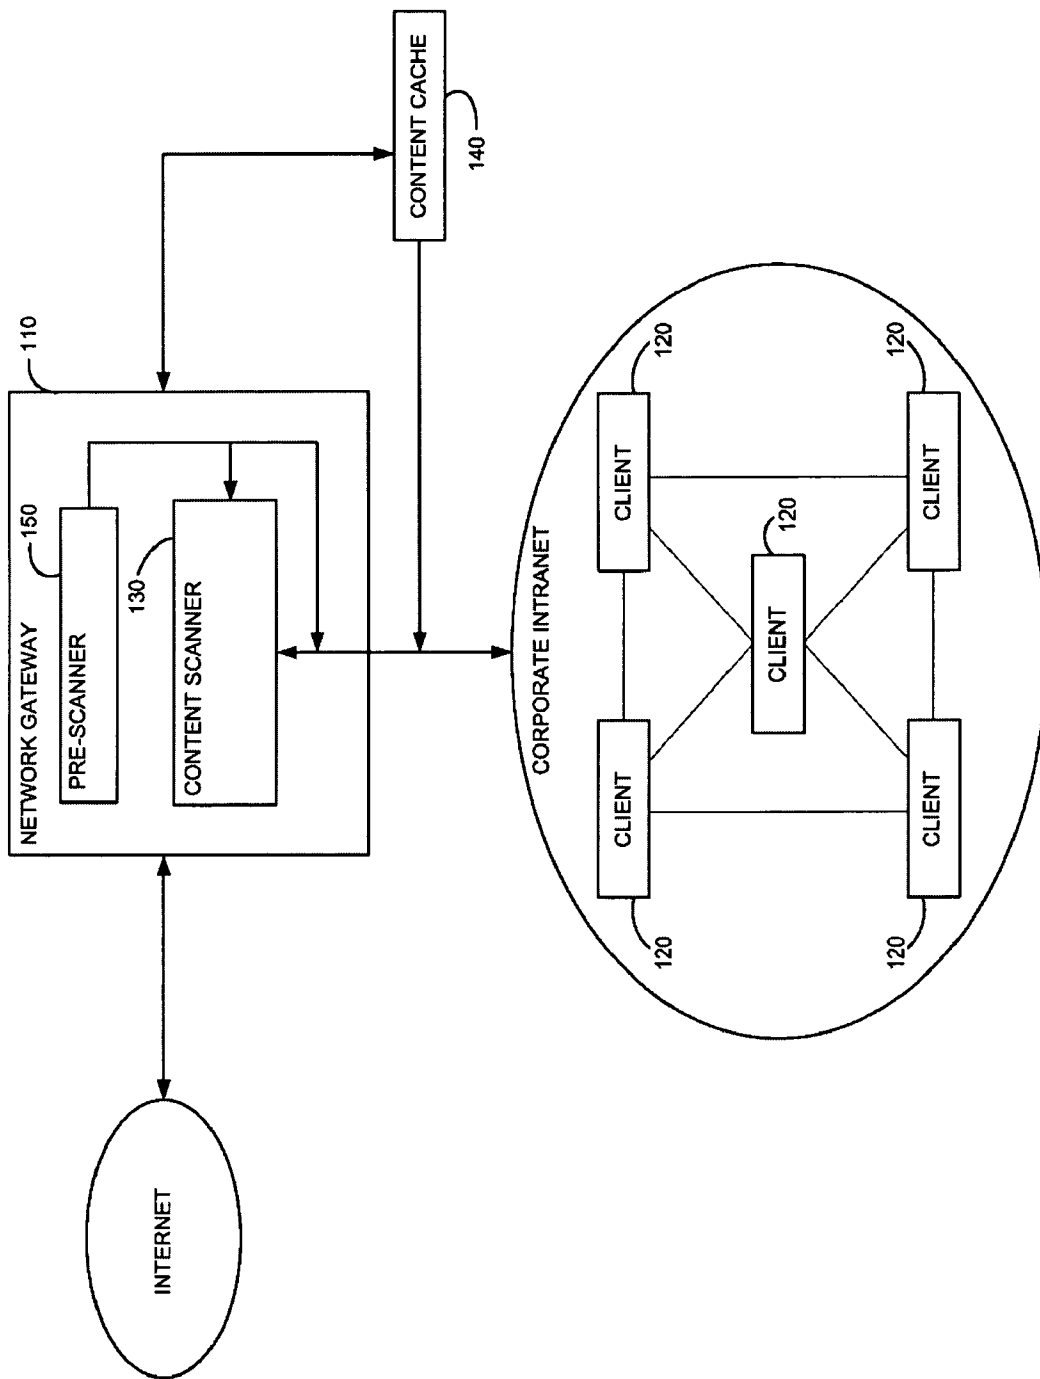 NETWORK GATEWAY
110
PRE-SCANNER
150
CONTENT SCANNER
130
INTERNET
CONTENT CACHE
140
CORPORATE INTRANET
CLIENT
120
CLIENT
120
CLIENT
120
CLIENT
120
CLIENT
120